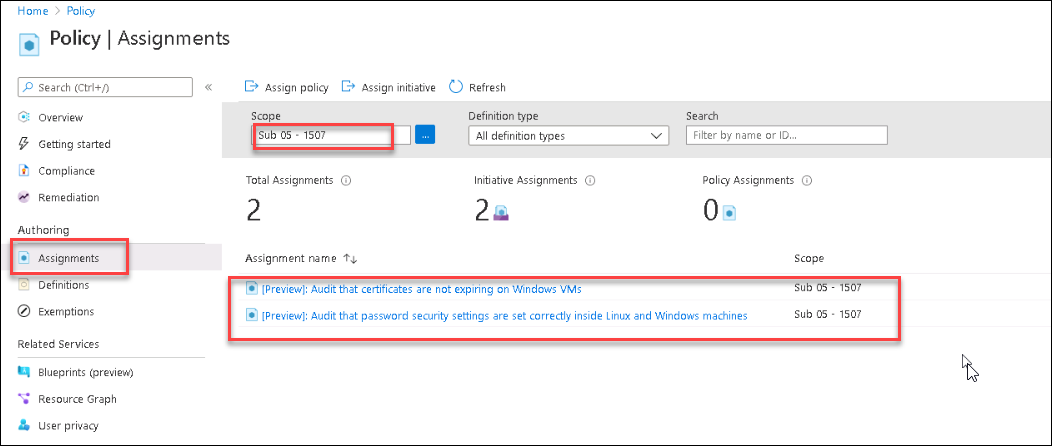 Home > Policy
Policy | Assignments
Search (Ctrl+/)
«
Overview
Getting started
Compliance
Remediation
Authoring
Assignments
Definitions
Exemptions
Related Services
Blueprints (preview)
Resource Graph
User privacy
Assign policy Assign initiative Refresh
Scope Definition type Search
Sub 05 - 1507 ... All definition types Filter by name or ID...
Total Assignments Initiative Assignments Policy Assignments
2 2 0
Assignment name ↑↓ Scope
[Preview]: Audit that certificates are not expiring on Windows VMs Sub 05 - 1507
[Preview]: Audit that password security settings are set correctly inside Linux and Windows machines Sub 05 - 1507